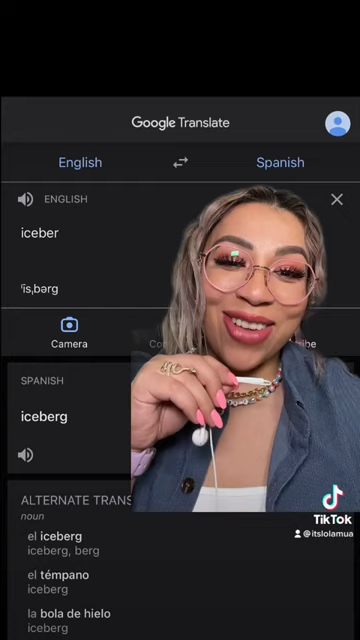 Google Translate
English
Spanish
ENGLISH
iceber
ˈīsˌbərg
Camera
SPANISH
iceberg
ALTERNATE TRANS
noun
el iceberg
iceberg, berg
el témpano
iceberg
la bola de hielo
iceberg
TikTok
@itslolamua